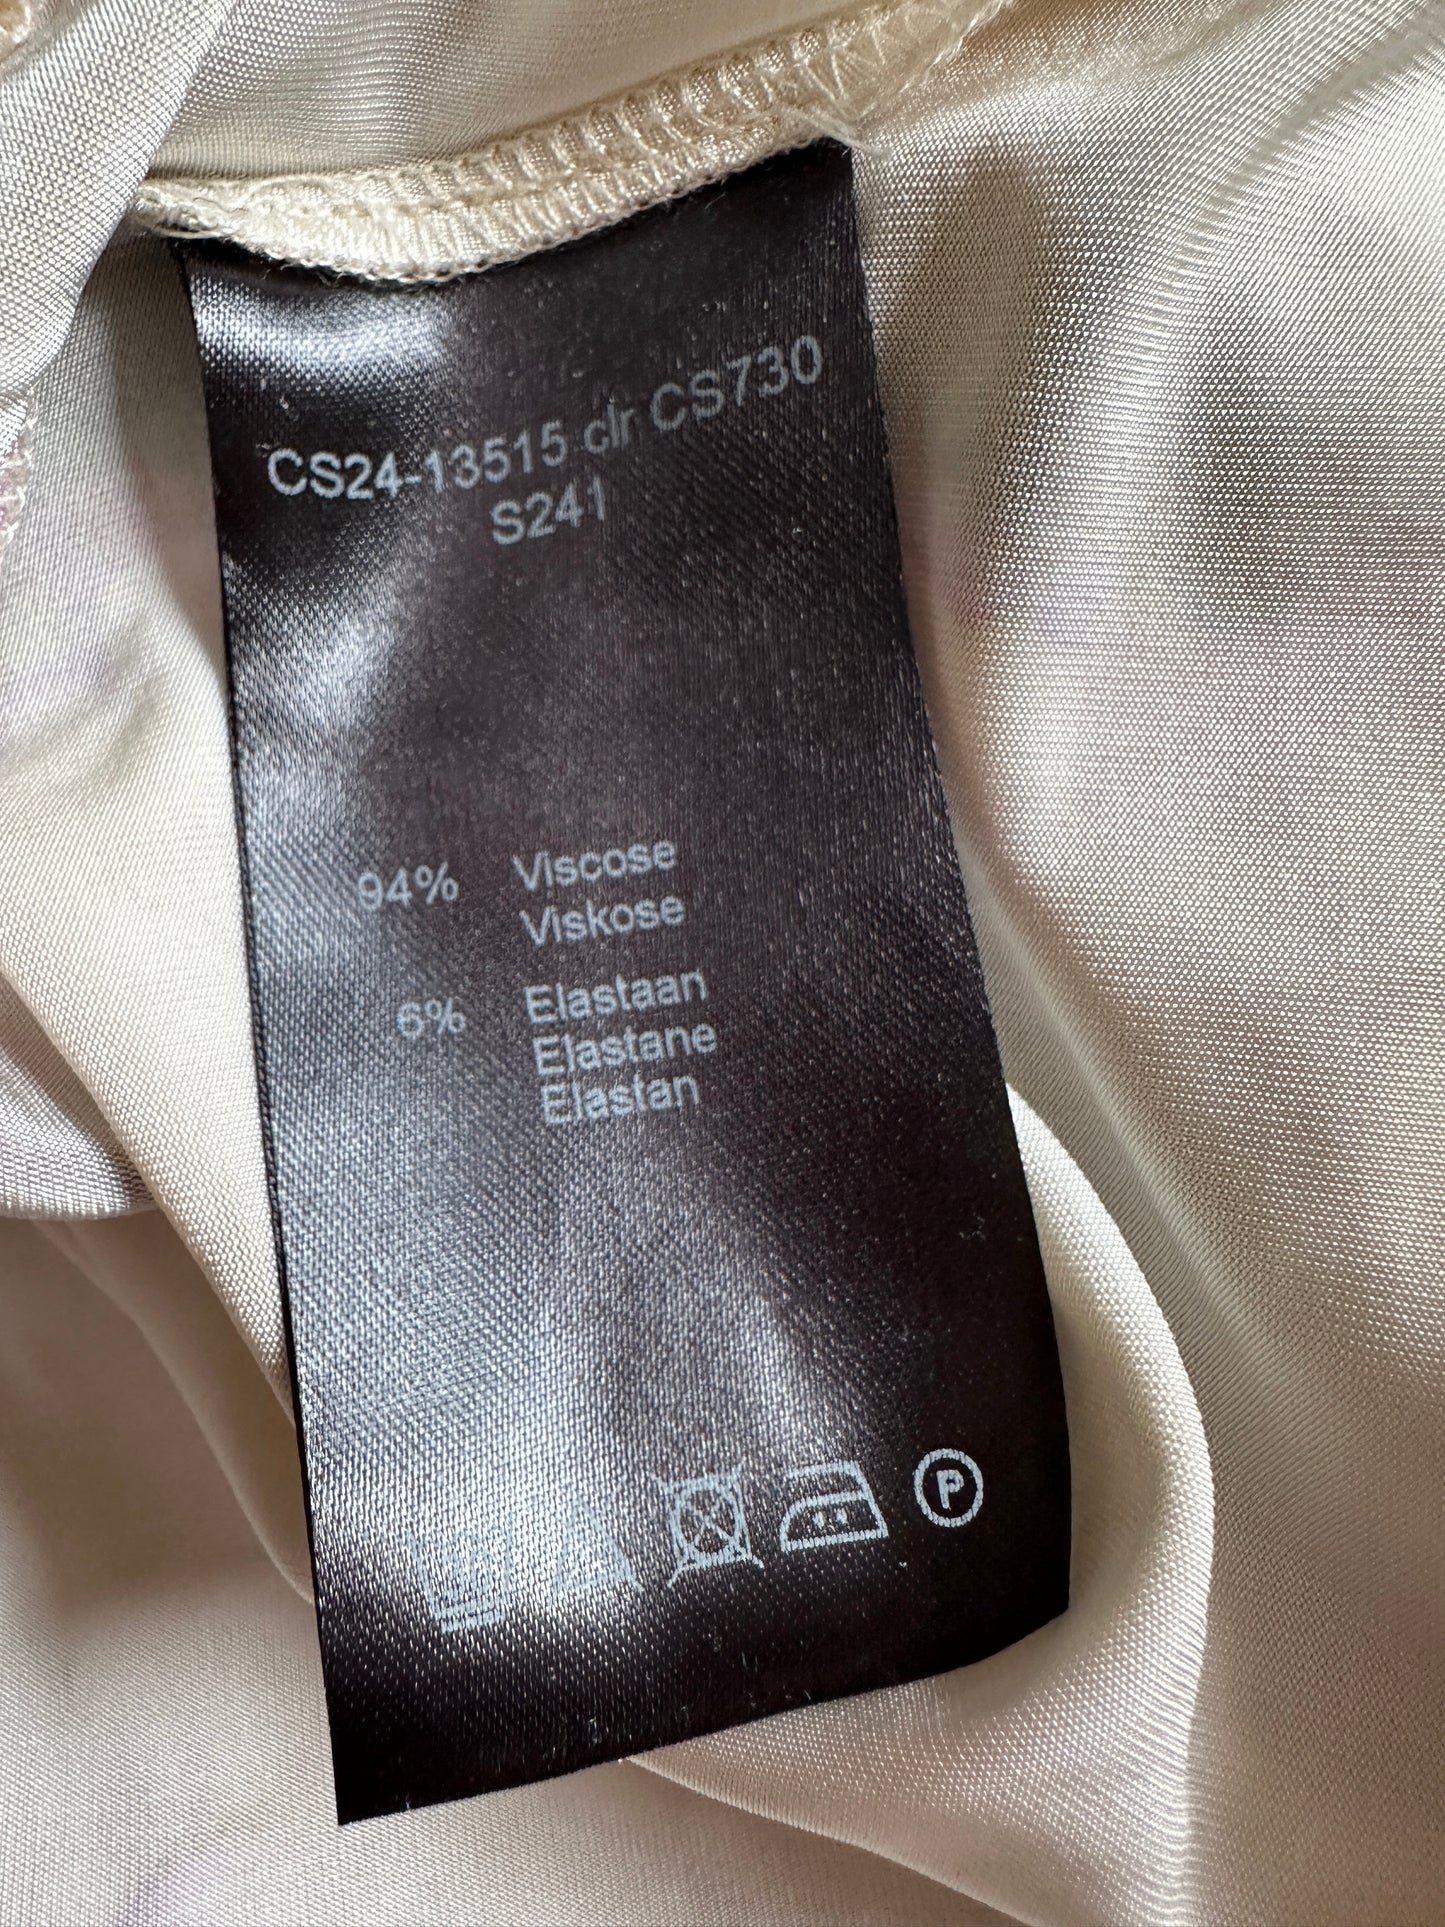 CS24-13515 clr CS730
S241
94% Viscose
Viskose
6% Elastaan
Elastane
Elastan
P